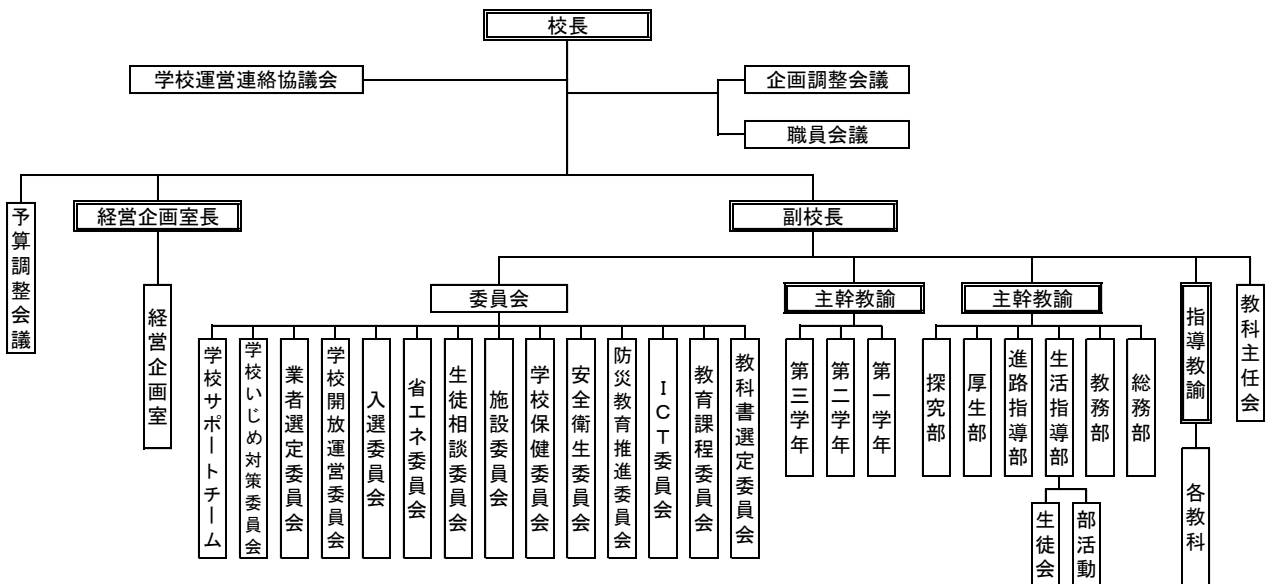 校長
学校運営連絡協議会
企画調整会議
職員会議
予算調整会議
経営企画室長
副校長
経営企画室
委員会
主幹教諭
主幹教諭
指導教諭
教科主任会
学校サポートチーム
学校いじめ対策委員会
業者選定委員会
学校開放運営委員会
入選委員会
省エネ委員会
生徒相談委員会
施設委員会
学校保健委員会
安全衛生委員会
防災教育推進委員会
ICT委員会
教育課程委員会
教科書選定委員会
第三学年
第二学年
第一学年
探究部
厚生部
進路指導部
生活指導部
教務部
総務部
各教科
生徒会
部活動